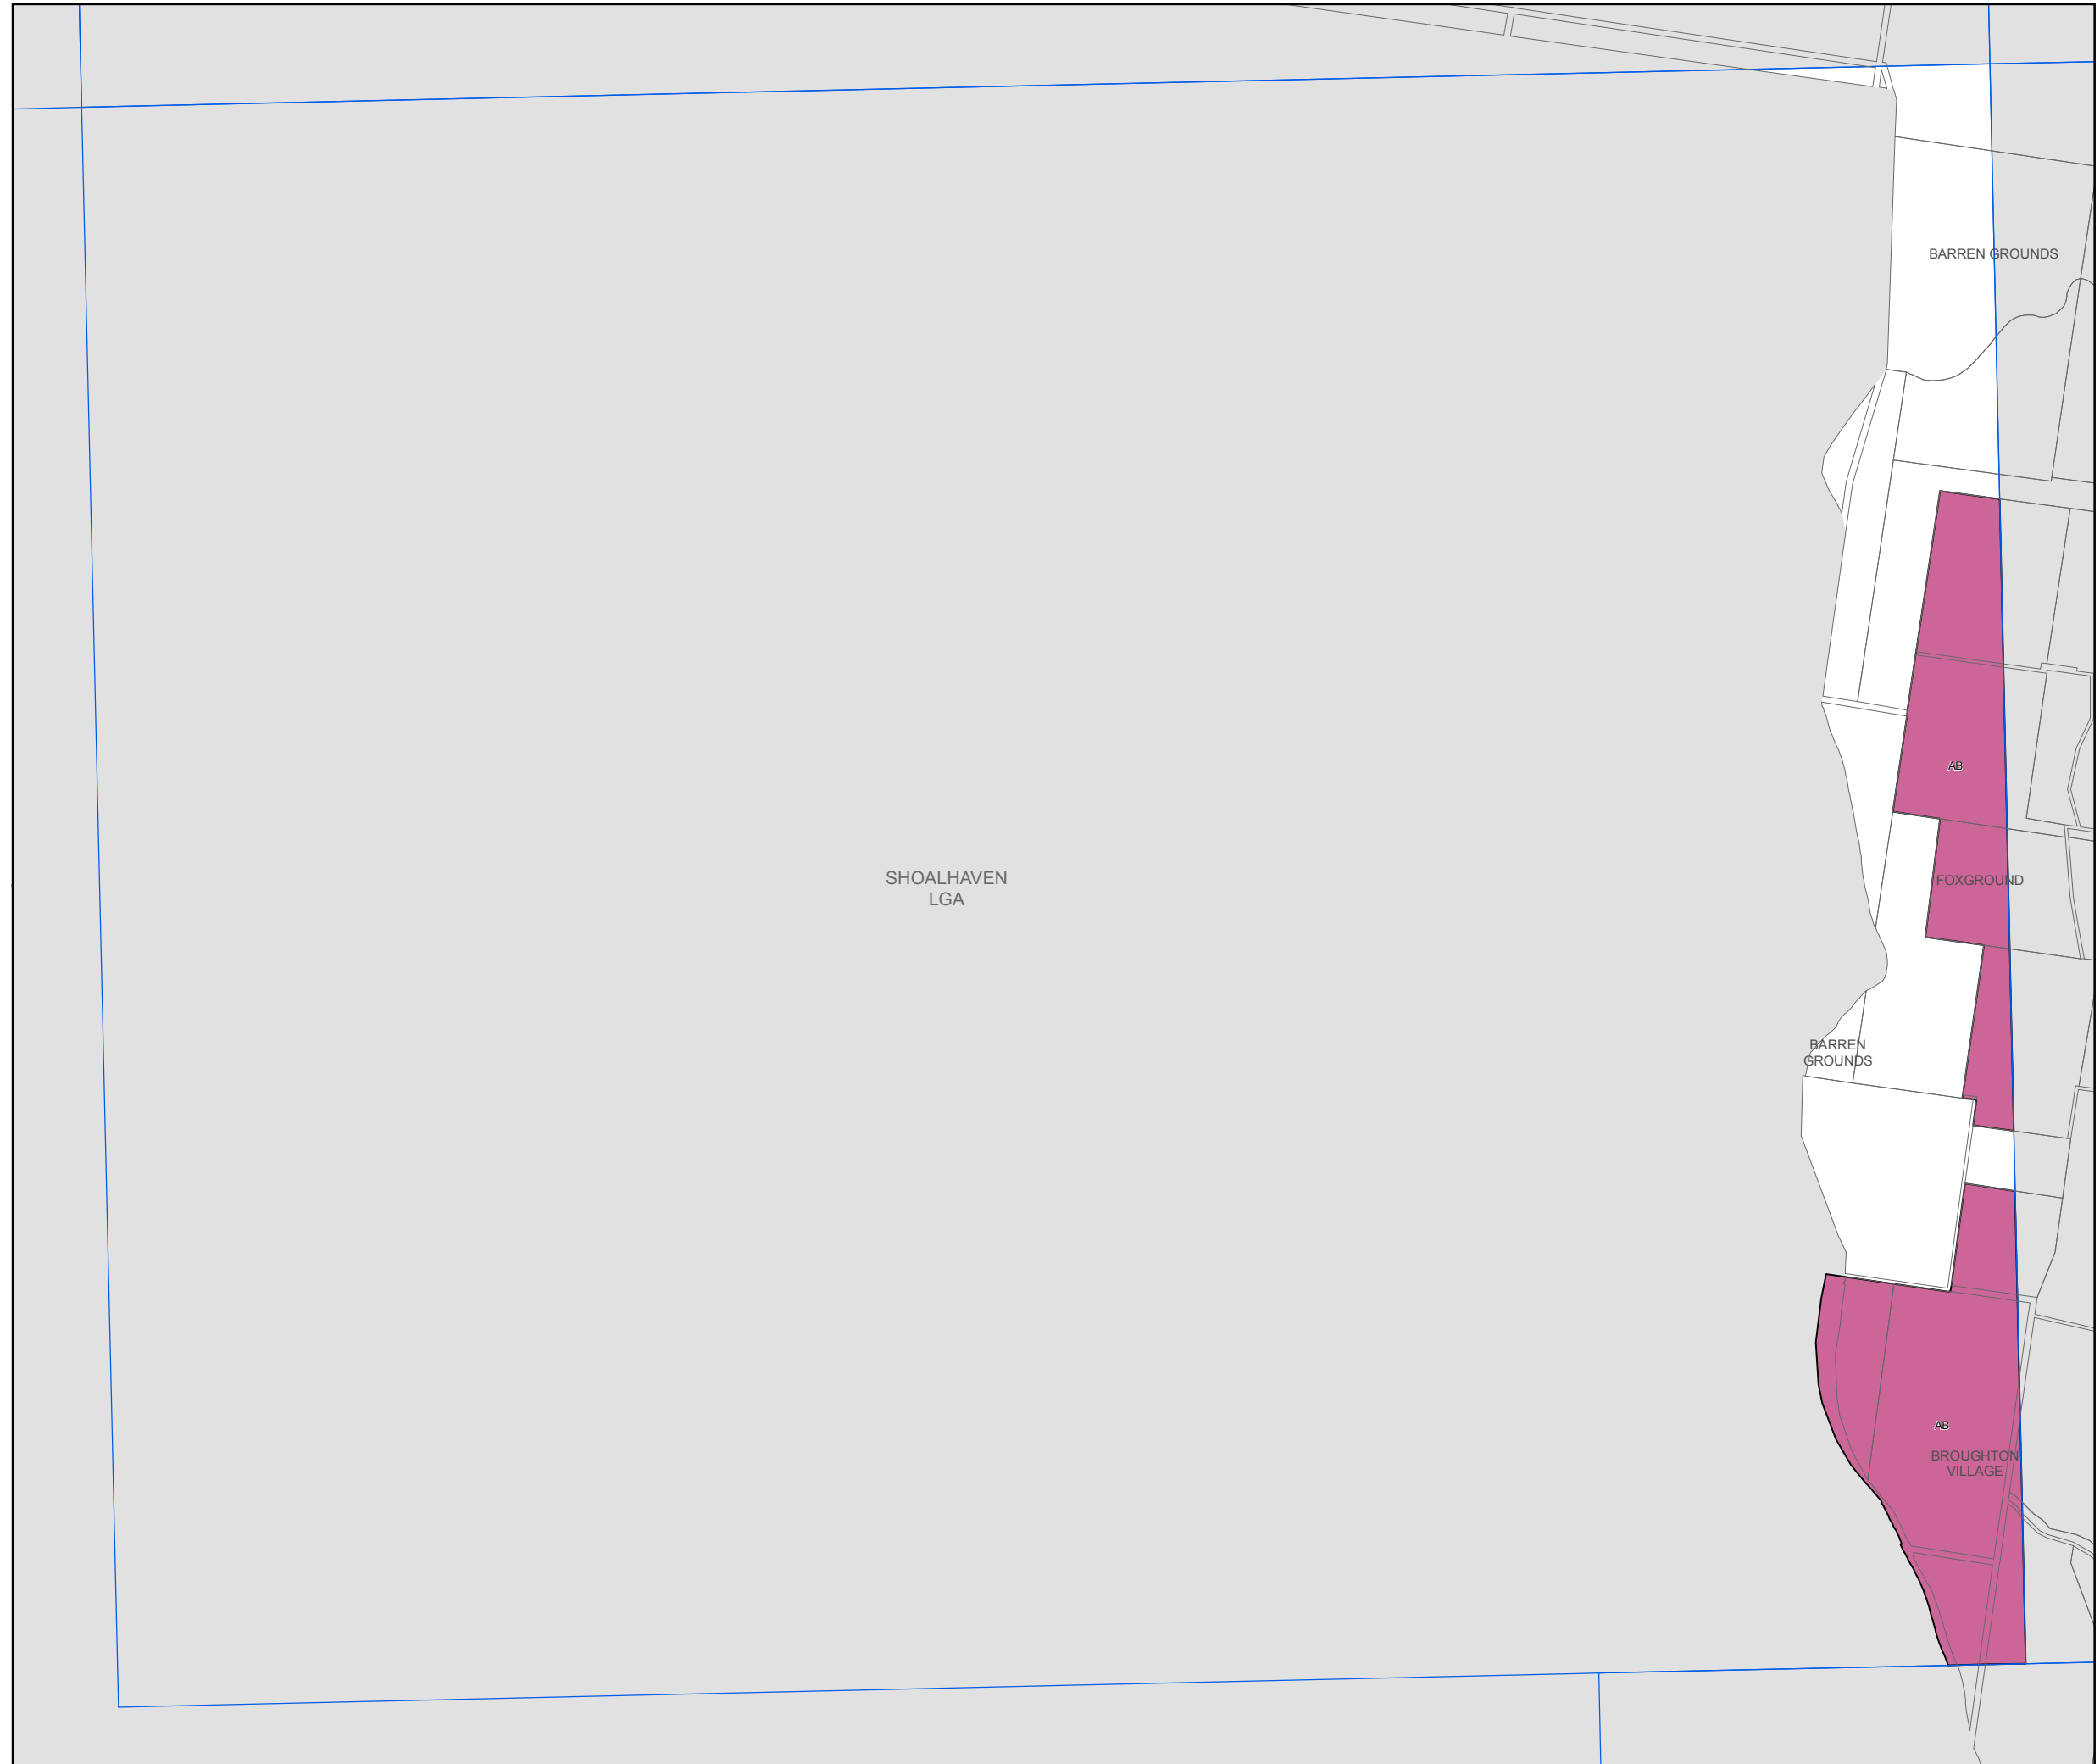 BARREN GROUNDS
AB
SHOALHAVEN
LGA
FOXGROUND
BARREN
GROUNDS
AB
BROUGHTON
VILLAGE